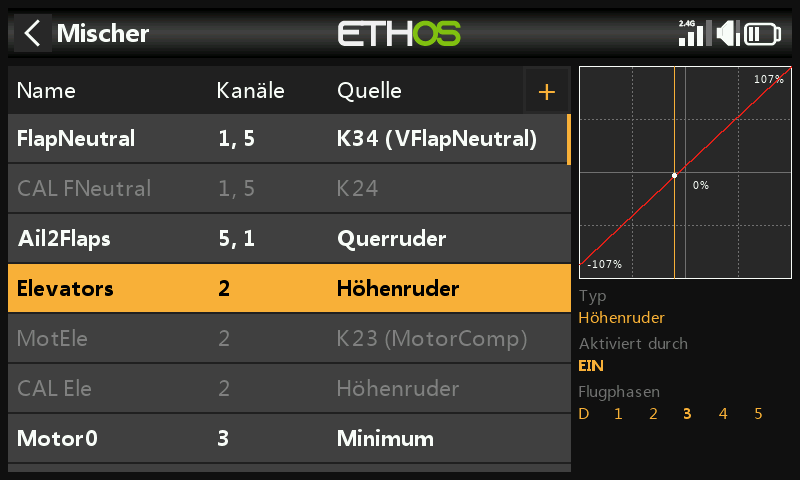 Mischer
ETHOS
2.4G
Name Kanäle Quelle +
FlapNeutral 1, 5 K34 (VFlapNeutral)
CAL FNeutral 1, 5 K24
Ail2Flaps 5, 1 Querruder
Elevators 2 Höhenruder
MotEle 2 K23 (MotorComp)
CAL Ele 2 Höhenruder
Motor0 3 Minimum
107%
0%
-107%
Typ
Höhenruder
Aktiviert durch
EIN
Flugphasen
D 1 2 3 4 5